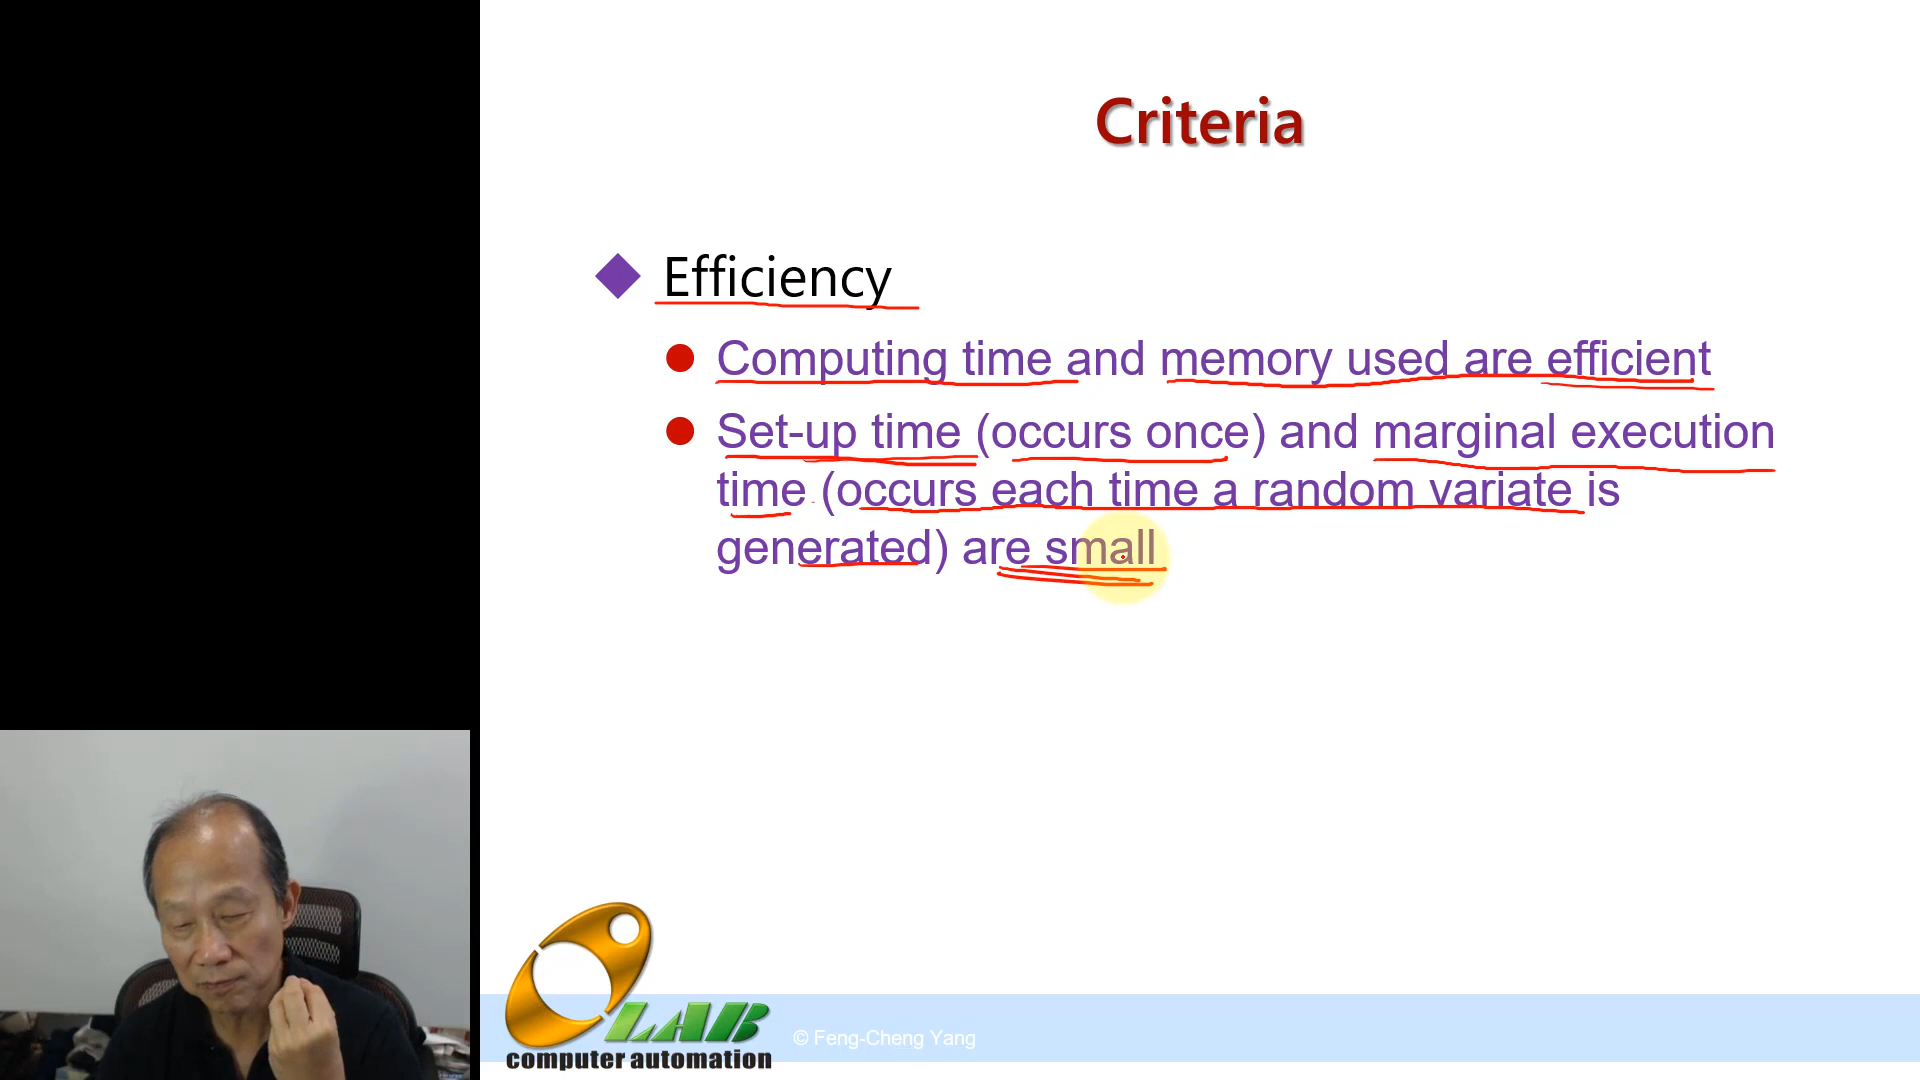 Criteria
Efficiency
Computing time and memory used are efficient
Set-up time (occurs once) and marginal execution
time (occurs each time a random variate is
generated) are small
LAB
computer automation
© Feng-Cheng Yang